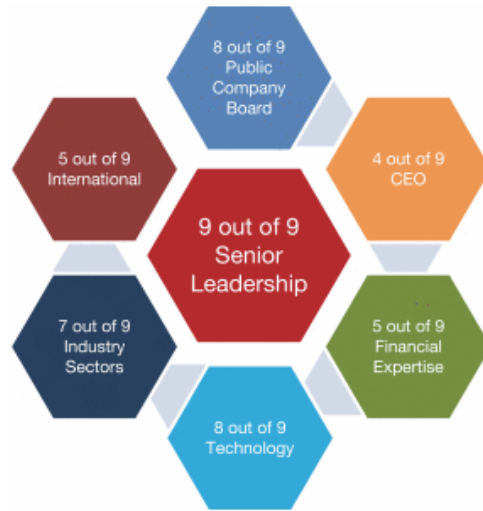 8 out of 9
Public
Company
Board
5 out of 9
International
4 out of 9
CEO
9 out of 9
Senior
Leadership
7 out of 9
Industry
Sectors
5 out of 9
Financial
Expertise
8 out of 9
Technology